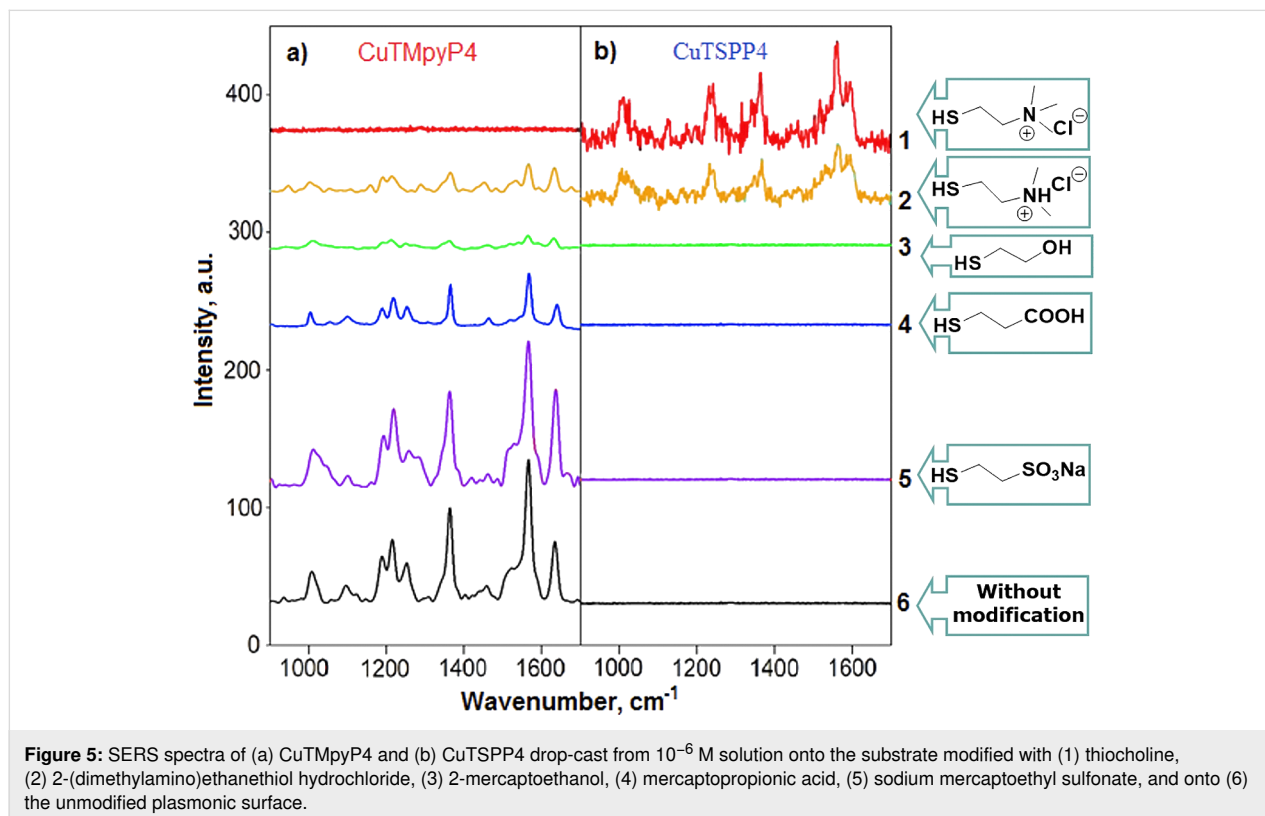 a) CuTMpyP4
b) CuTSPP4
Intensity, a.u.
400
300
200
100
0
1000 1200 1400 1600
1000 1200 1400 1600
Wavenumber, cm⁻¹
1
HS N ⊕ Cl ⊖
2
HS NH ⊕ Cl ⊖
3
HS OH
4
HS COOH
5
HS SO₃Na
6
Without
modification
Figure 5: SERS spectra of (a) CuTMpyP4 and (b) CuTSPP4 drop-cast from 10⁻⁶ M solution onto the substrate modified with (1) thiocholine,
(2) 2-(dimethylamino)ethanethiol hydrochloride, (3) 2-mercaptoethanol, (4) mercaptopropionic acid, (5) sodium mercaptoethyl sulfonate, and onto (6)
the unmodified plasmonic surface.